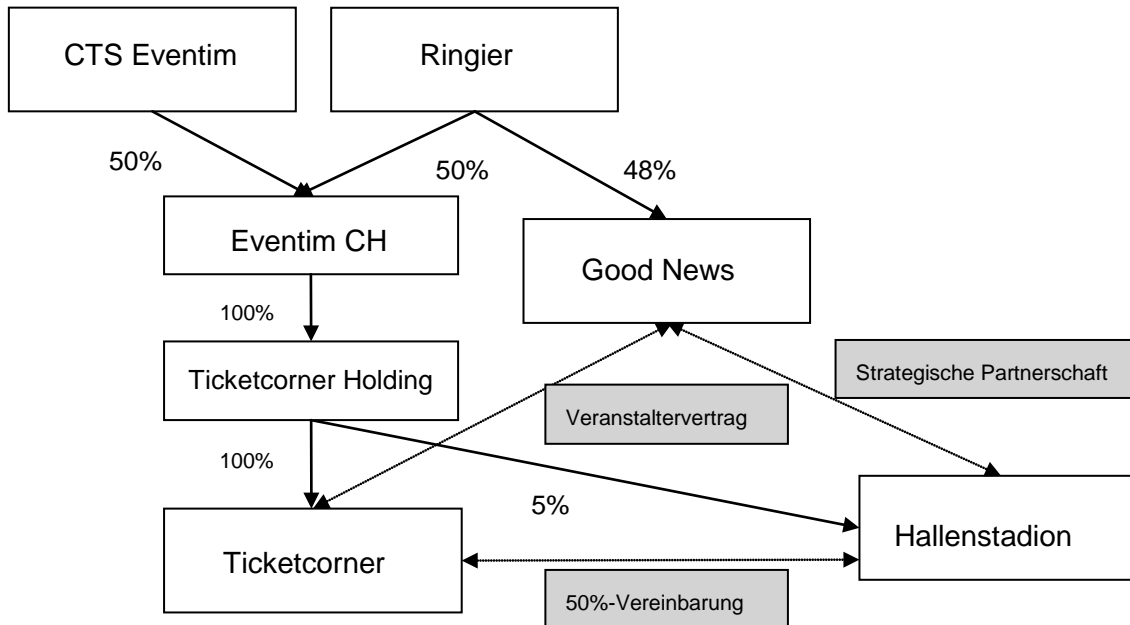 CTS Eventim
Ringier
50%
50%
48%
Eventim CH
Good News
100%
Ticketcorner Holding
Strategische Partnerschaft
Veranstaltervertrag
100%
5%
Ticketcorner
Hallenstadion
50%-Vereinbarung